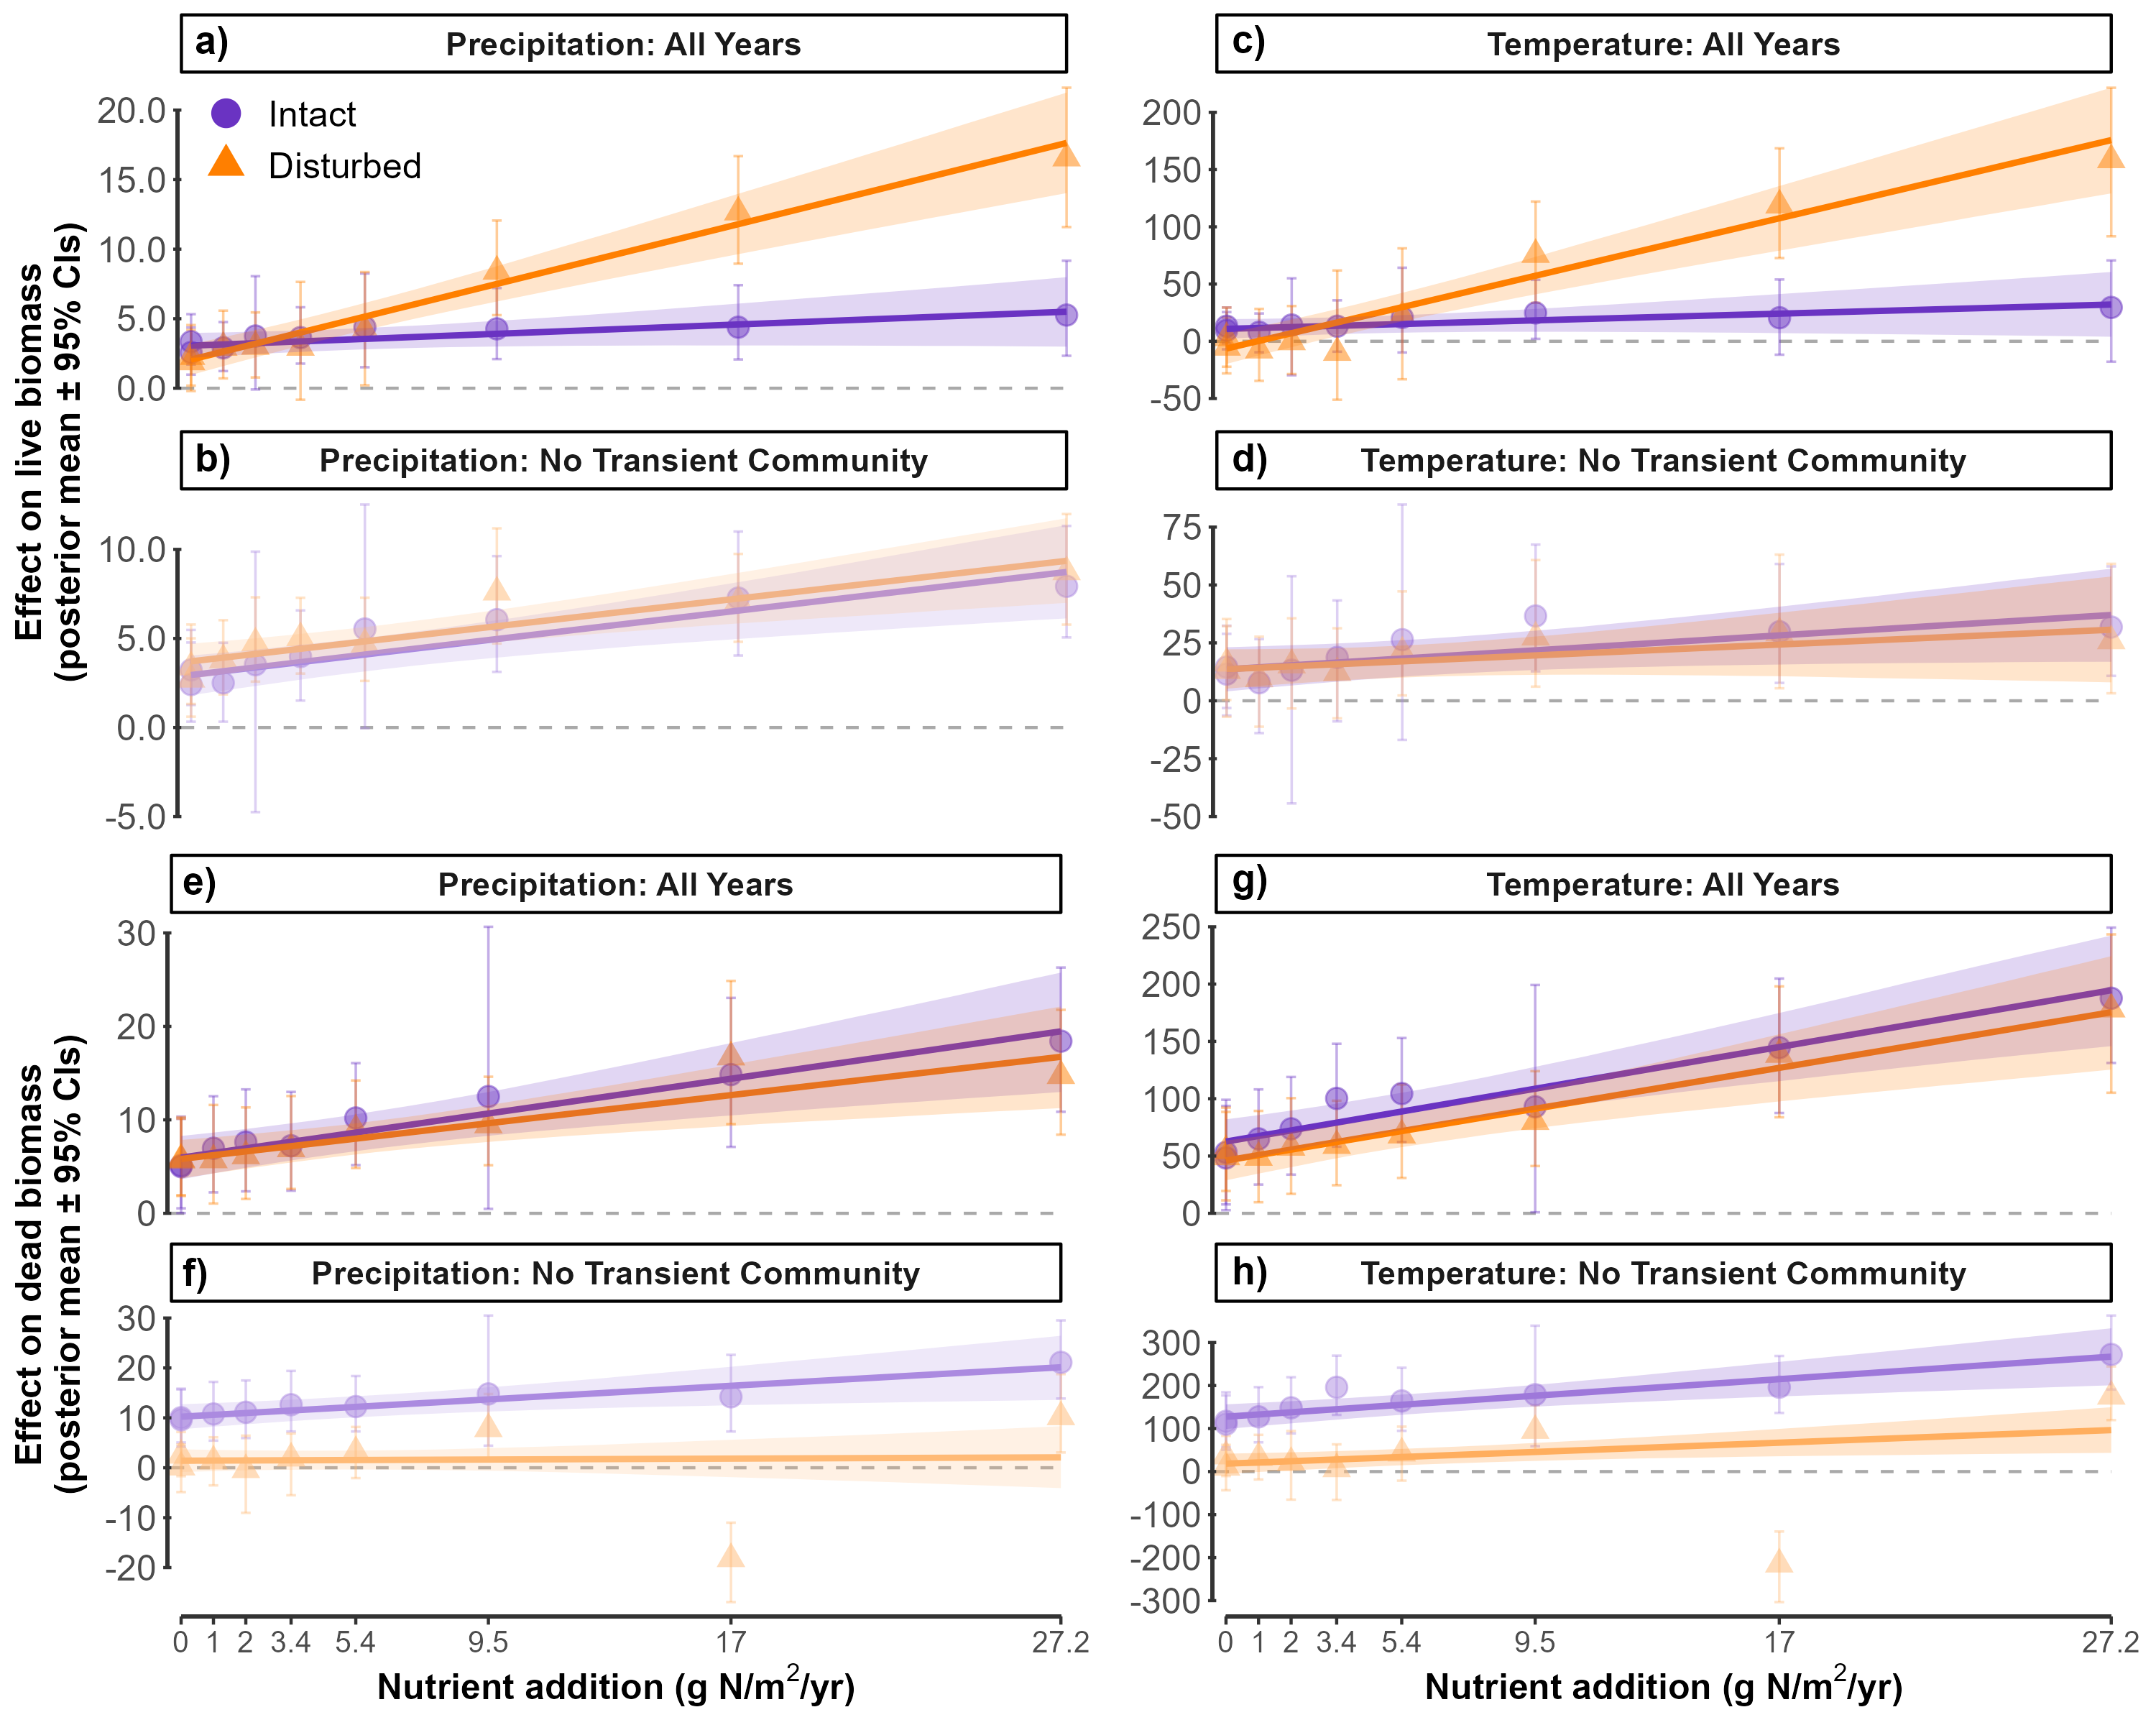 a) Precipitation: All Years
20.0
15.0
10.0
5.0
0.0
Intact
Disturbed
c) Temperature: All Years
200
150
100
50
0
-50
Effect on live biomass
(posterior mean ± 95% CIs)
b) Precipitation: No Transient Community
10.0
5.0
0.0
-5.0
d) Temperature: No Transient Community
75
50
25
0
-25
-50
e) Precipitation: All Years
30
20
10
0
g) Temperature: All Years
250
200
150
100
50
0
Effect on dead biomass
(posterior mean ± 95% CIs)
f) Precipitation: No Transient Community
30
20
10
0
-10
-20
0 1 2 3.4 5.4 9.5 17 27.2
Nutrient addition (g N/m²/yr)
h) Temperature: No Transient Community
300
200
100
0
-100
-200
-300
0 1 2 3.4 5.4 9.5 17 27.2
Nutrient addition (g N/m²/yr)